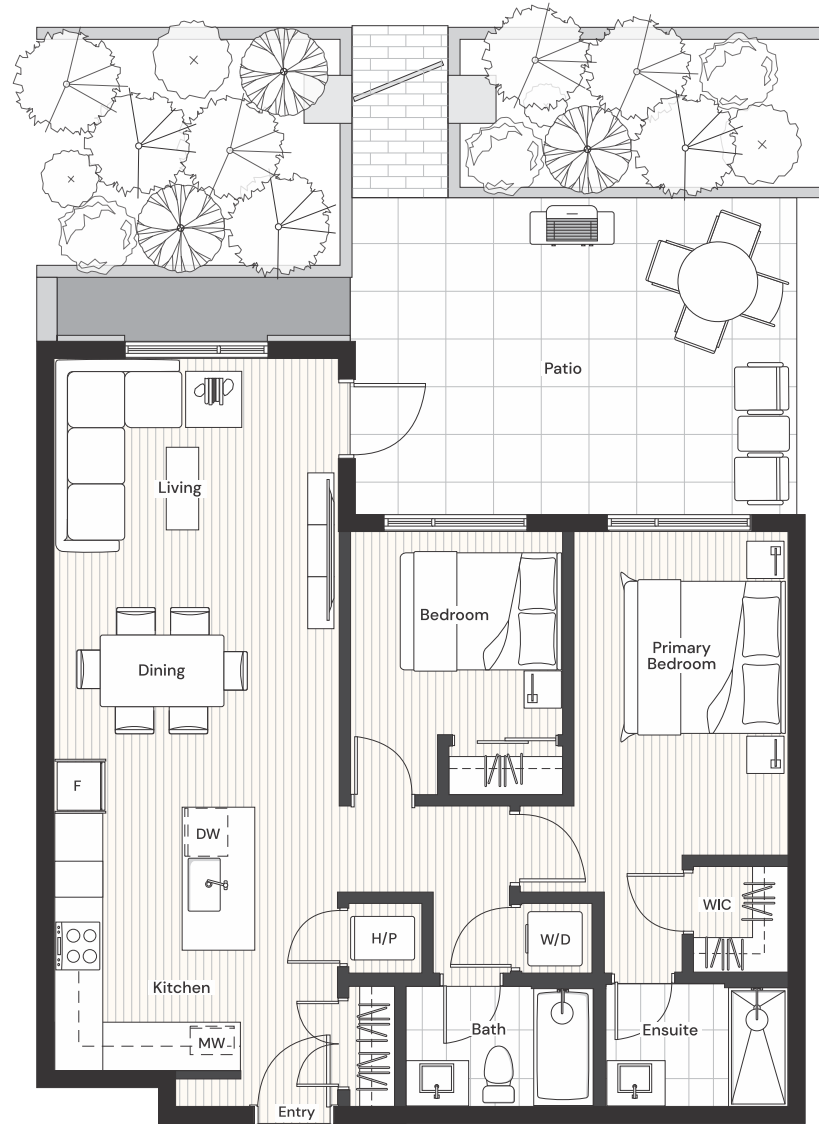 Patio
Living
Bedroom
Primary
Bedroom
Dining
F
DW
WIC
H/P
W/D
Kitchen
Bath
Ensuite
MW
Entry